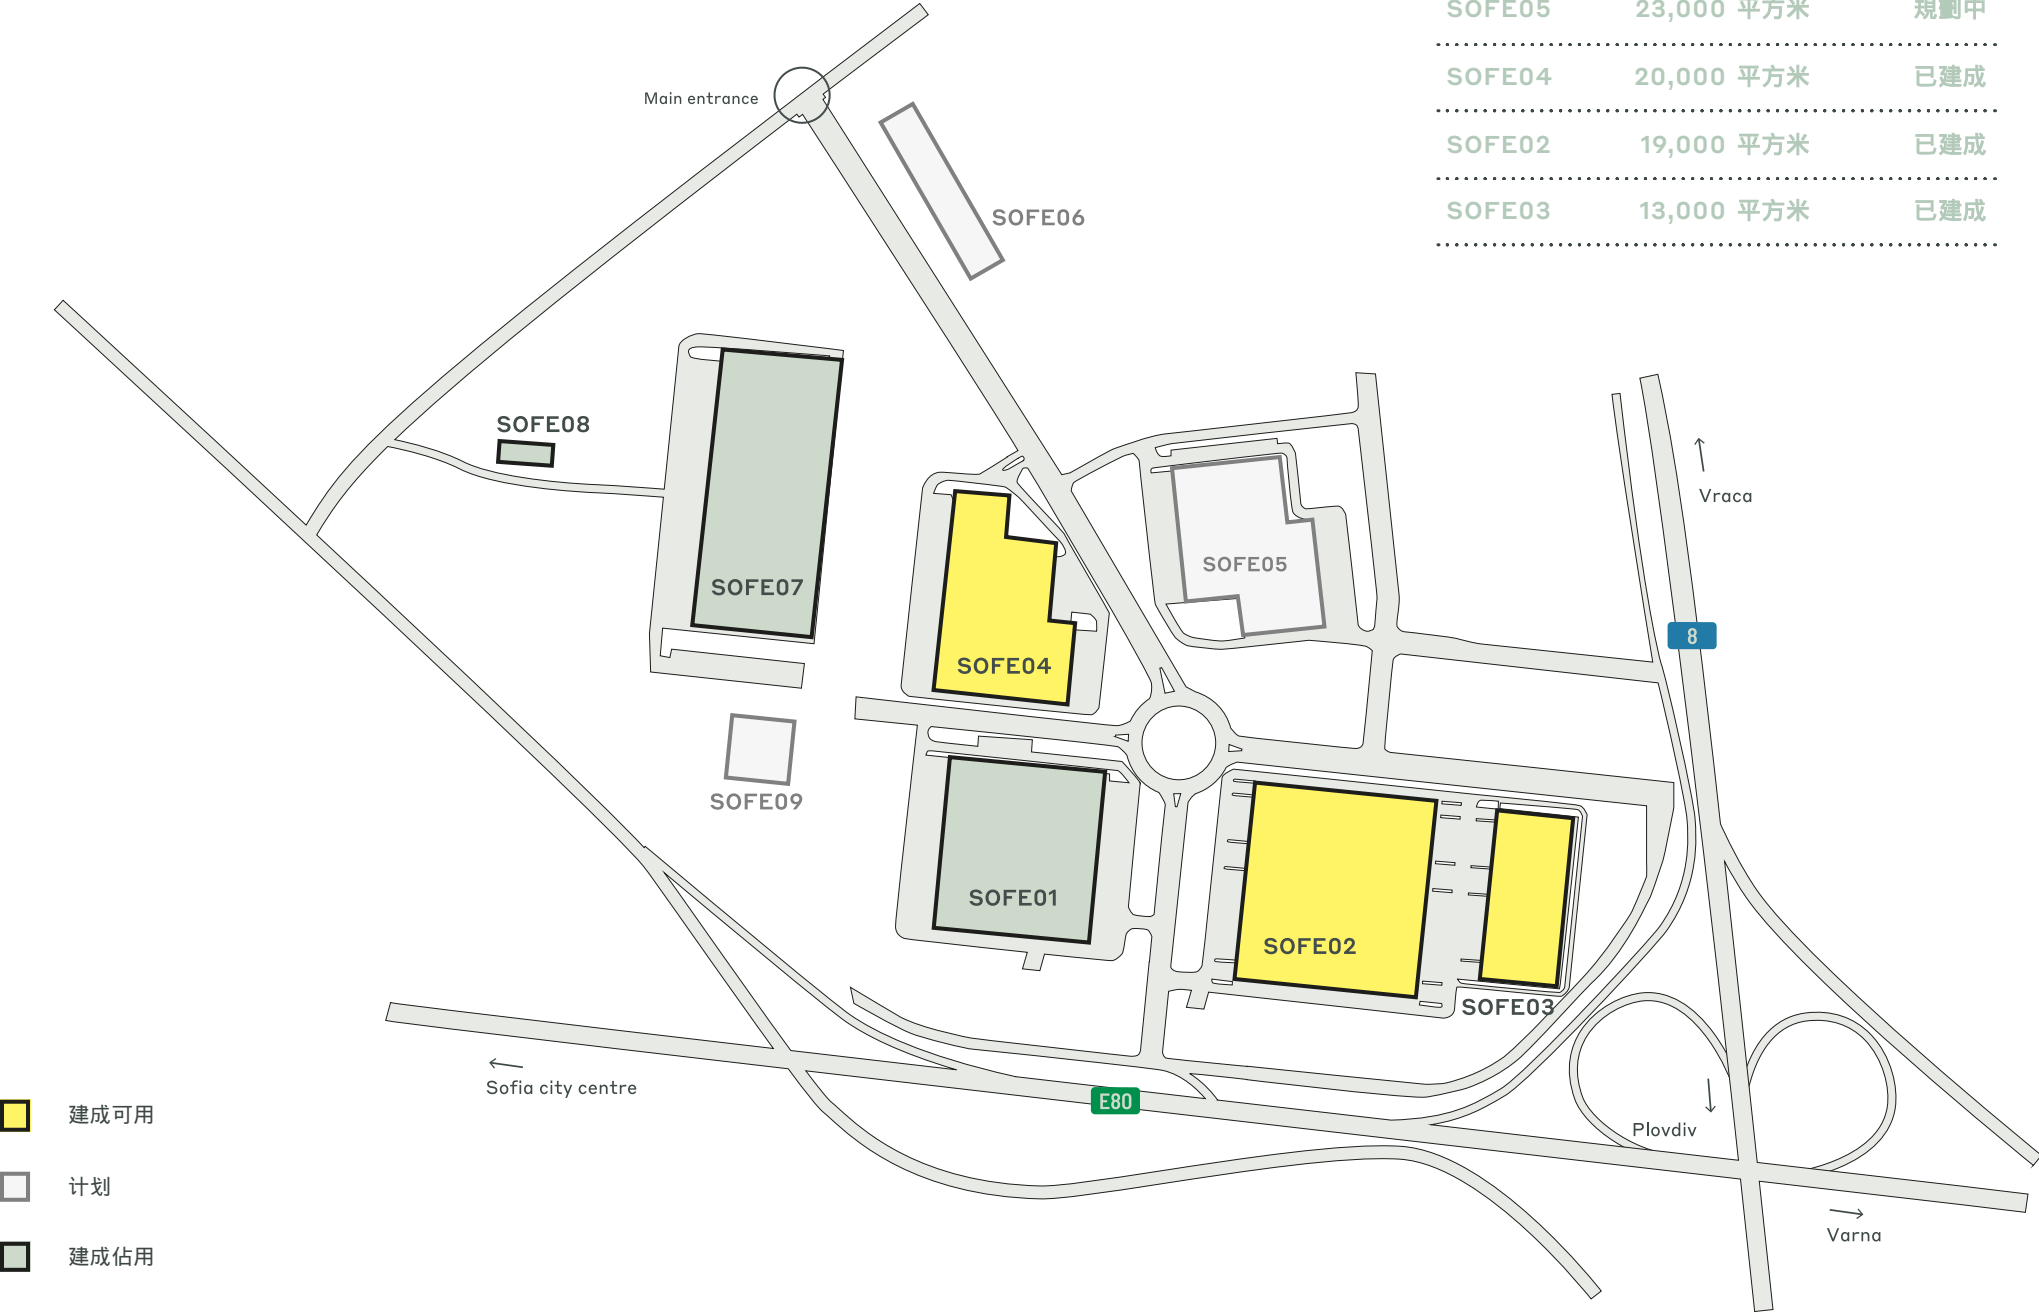 SOFE05 23,000 平方米 規劃中
SOFE04 20,000 平方米 已建成
SOFE02 19,000 平方米 已建成
SOFE03 13,000 平方米 已建成
Main entrance
SOFE06
SOFE08
Vraca
SOFE05
SOFE07
8
SOFE04
SOFE09
SOFE01
SOFE02
SOFE03
Sofia city centre
E80
Plovdiv
Varna
建成可用
计划
建成佔用